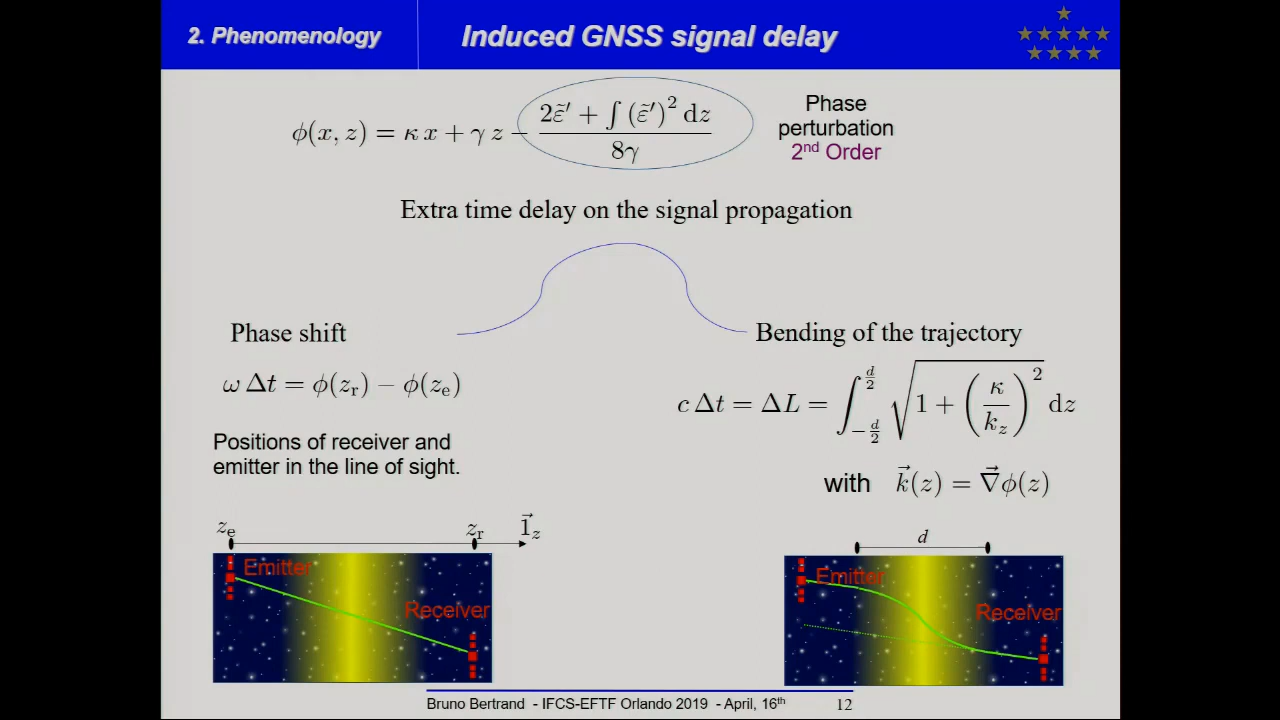 2. Phenomenology
Induced GNSS signal delay
ϕ(x, z) = κ x + γ z − (2ε̃′ + ∫ (ε̃′)² dz) / 8γ
Phase
perturbation
2nd Order
Extra time delay on the signal propagation
Phase shift
ω Δt = ϕ(zr) − ϕ(ze)
Positions of receiver and
emitter in the line of sight.
ze
zr
1⃗z
Emitter
Receiver
Bending of the trajectory
c Δt = ΔL = ∫_{−d/2}^{d/2} √(1 + (κ/kz)²) dz
with k⃗(z) = ∇⃗ϕ(z)
d
Emitter
Receiver
Bruno Bertrand - IFCS-EFTF Orlando 2019 - April, 16th
12